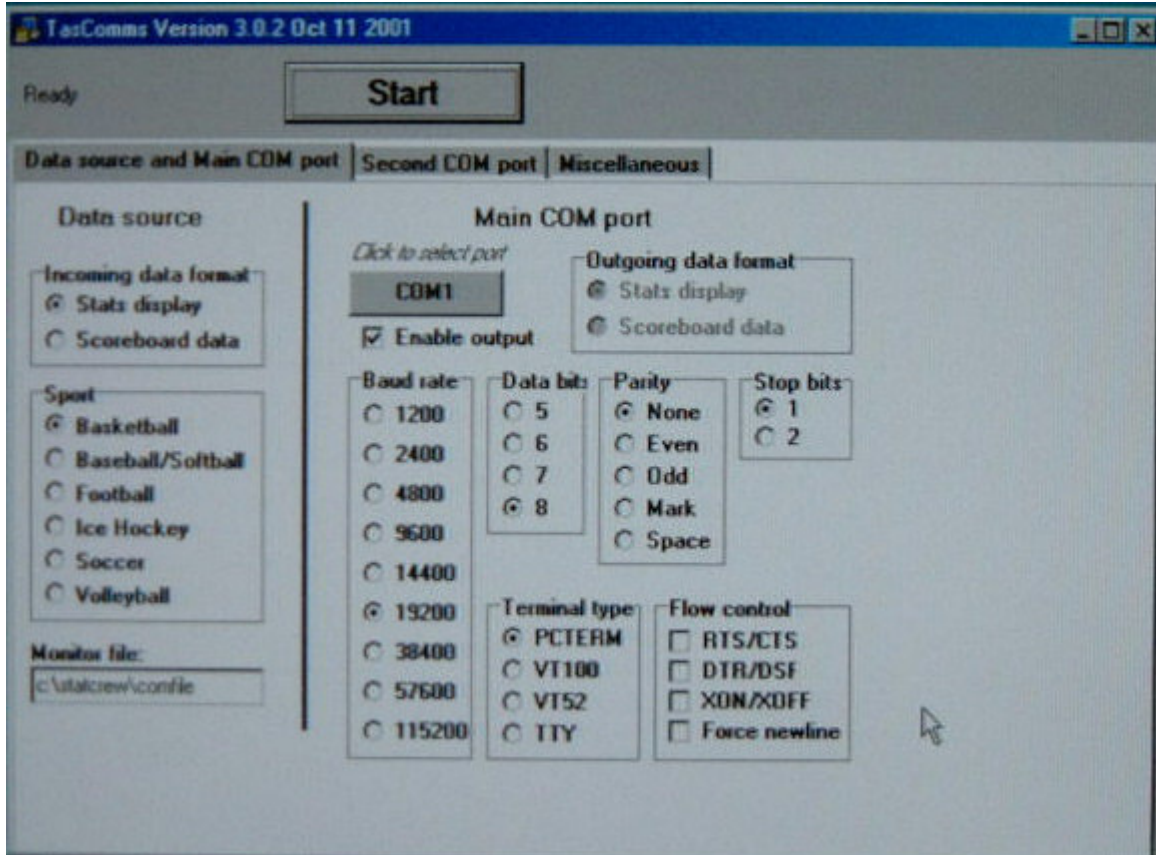 TasComms Version 3.0.2 Oct 11 2001
Ready
Start
Data source and Main COM port
Second COM port
Miscellaneous
Data source
Incoming data format
Stats display
Scoreboard data
Sport
Basketball
Baseball/Softball
Football
Ice Hockey
Soccer
Volleyball
Monitor file:
c:\statcrew\comfile
Main COM port
Click to select port
COM1
Enable output
Outgoing data format
Stats display
Scoreboard data
Baud rate
1200
2400
4800
9600
14400
19200
38400
57600
115200
Data bits
5
6
7
8
Parity
None
Even
Odd
Mark
Space
Stop bits
1
2
Terminal type
PCTERM
VT100
VT52
TTY
Flow control
RTS/CTS
DTR/DSF
XON/XOFF
Force newline